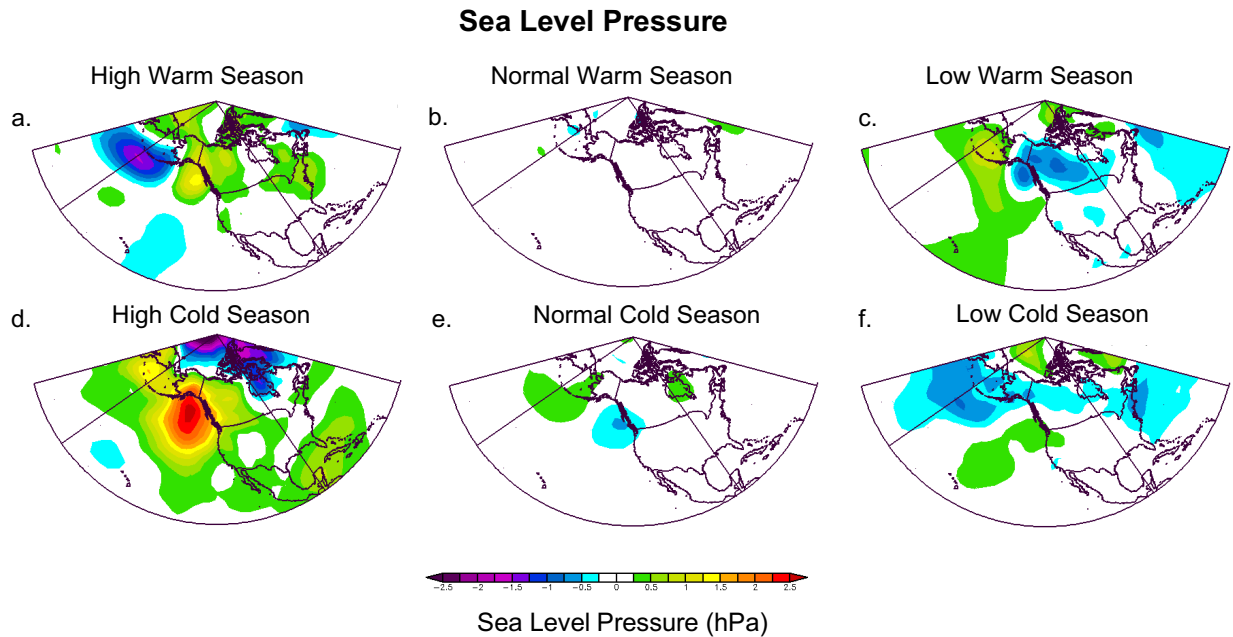 Sea Level Pressure
High Warm Season
Normal Warm Season
Low Warm Season
a.
b.
c.
High Cold Season
Normal Cold Season
Low Cold Season
d.
e.
f.
-2.5 -2 -1.5 -1 -0.5 0 0.5 1 1.5 2 2.5
Sea Level Pressure (hPa)